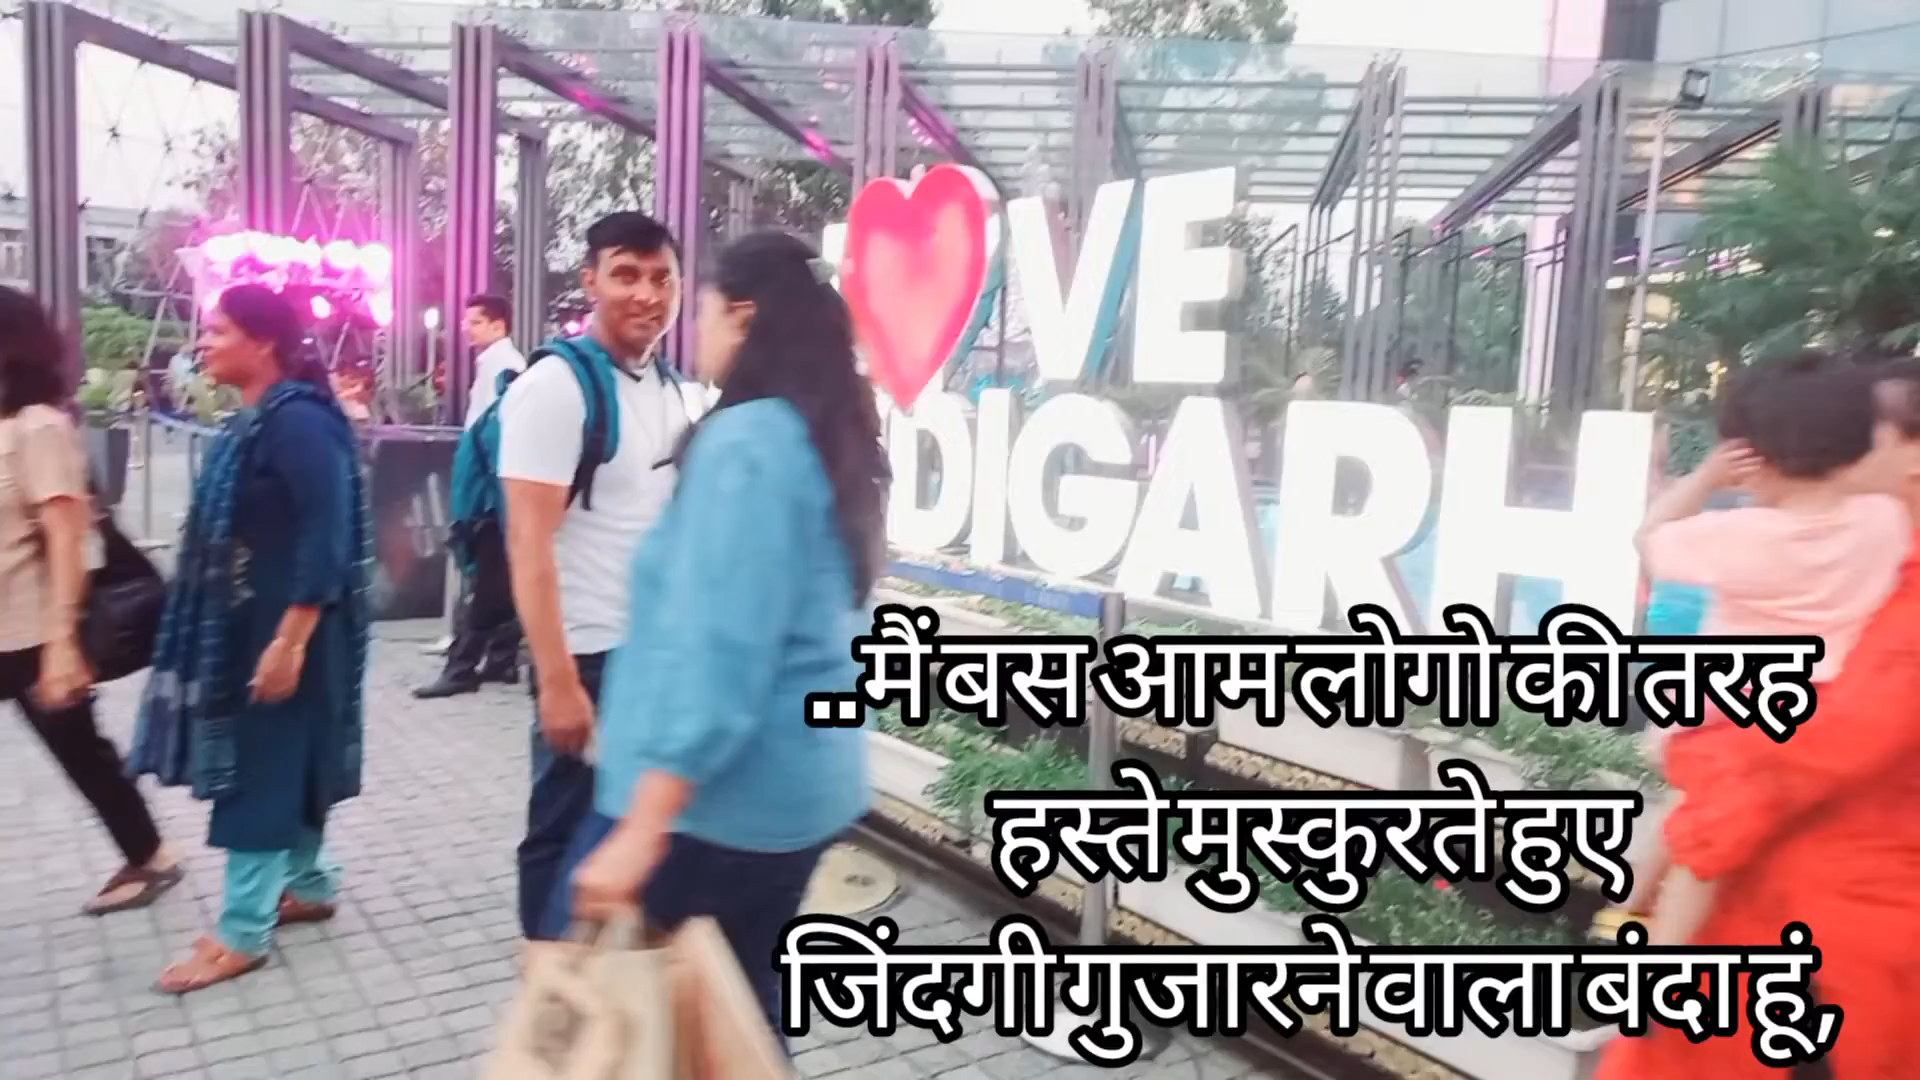 VE
DIGARH
..मैं बस आम लोगो की तरह
हस्ते मुस्कुरते हुए
जिंदगी गुजारने वाला बंदा हूं,